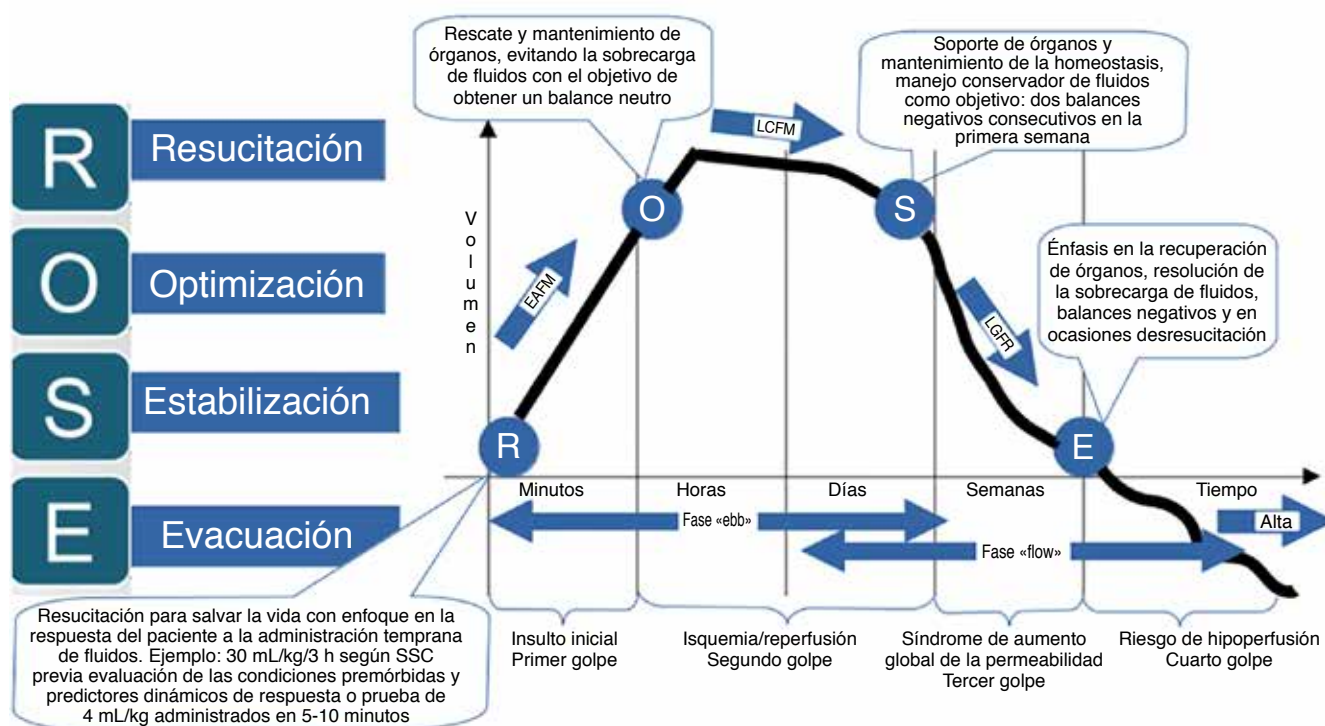 R
Resucitación
O
Optimización
S
Estabilización
E
Evacuación
Rescate y mantenimiento de
órganos, evitando la sobrecarga
de fluidos con el objetivo de
obtener un balance neutro
Soporte de órganos y
mantenimiento de la homeostasis,
manejo conservador de fluidos
como objetivo: dos balances
negativos consecutivos en la
primera semana
Énfasis en la recuperación
de órganos, resolución de
la sobrecarga de fluidos,
balances negativos y en
ocasiones desresucitación
Volumen
EAFM
LCFM
LGFR
R
O
S
E
Minutos
Horas
Días
Semanas
Tiempo
Fase «ebb»
Fase «flow»
Alta
Resucitación para salvar la vida con enfoque en la
respuesta del paciente a la administración temprana
de fluidos. Ejemplo: 30 mL/kg/3 h según SSC
previa evaluación de las condiciones premórbidas y
predictores dinámicos de respuesta o prueba de
4 mL/kg administrados en 5-10 minutos
Insulto inicial
Primer golpe
Isquemia/reperfusión
Segundo golpe
Síndrome de aumento
global de la permeabilidad
Tercer golpe
Riesgo de hipoperfusión
Cuarto golpe